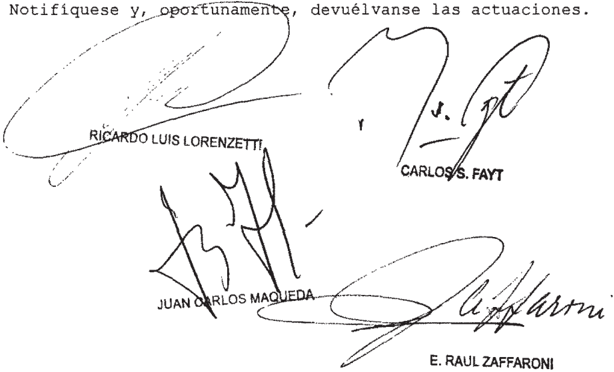 Notifíquese y, oportunamente, devuélvanse las actuaciones.
RICARDO LUIS LORENZETTI
CARLOS S. FAYT
JUAN CARLOS MAQUEDA
E. RAUL ZAFFARONI